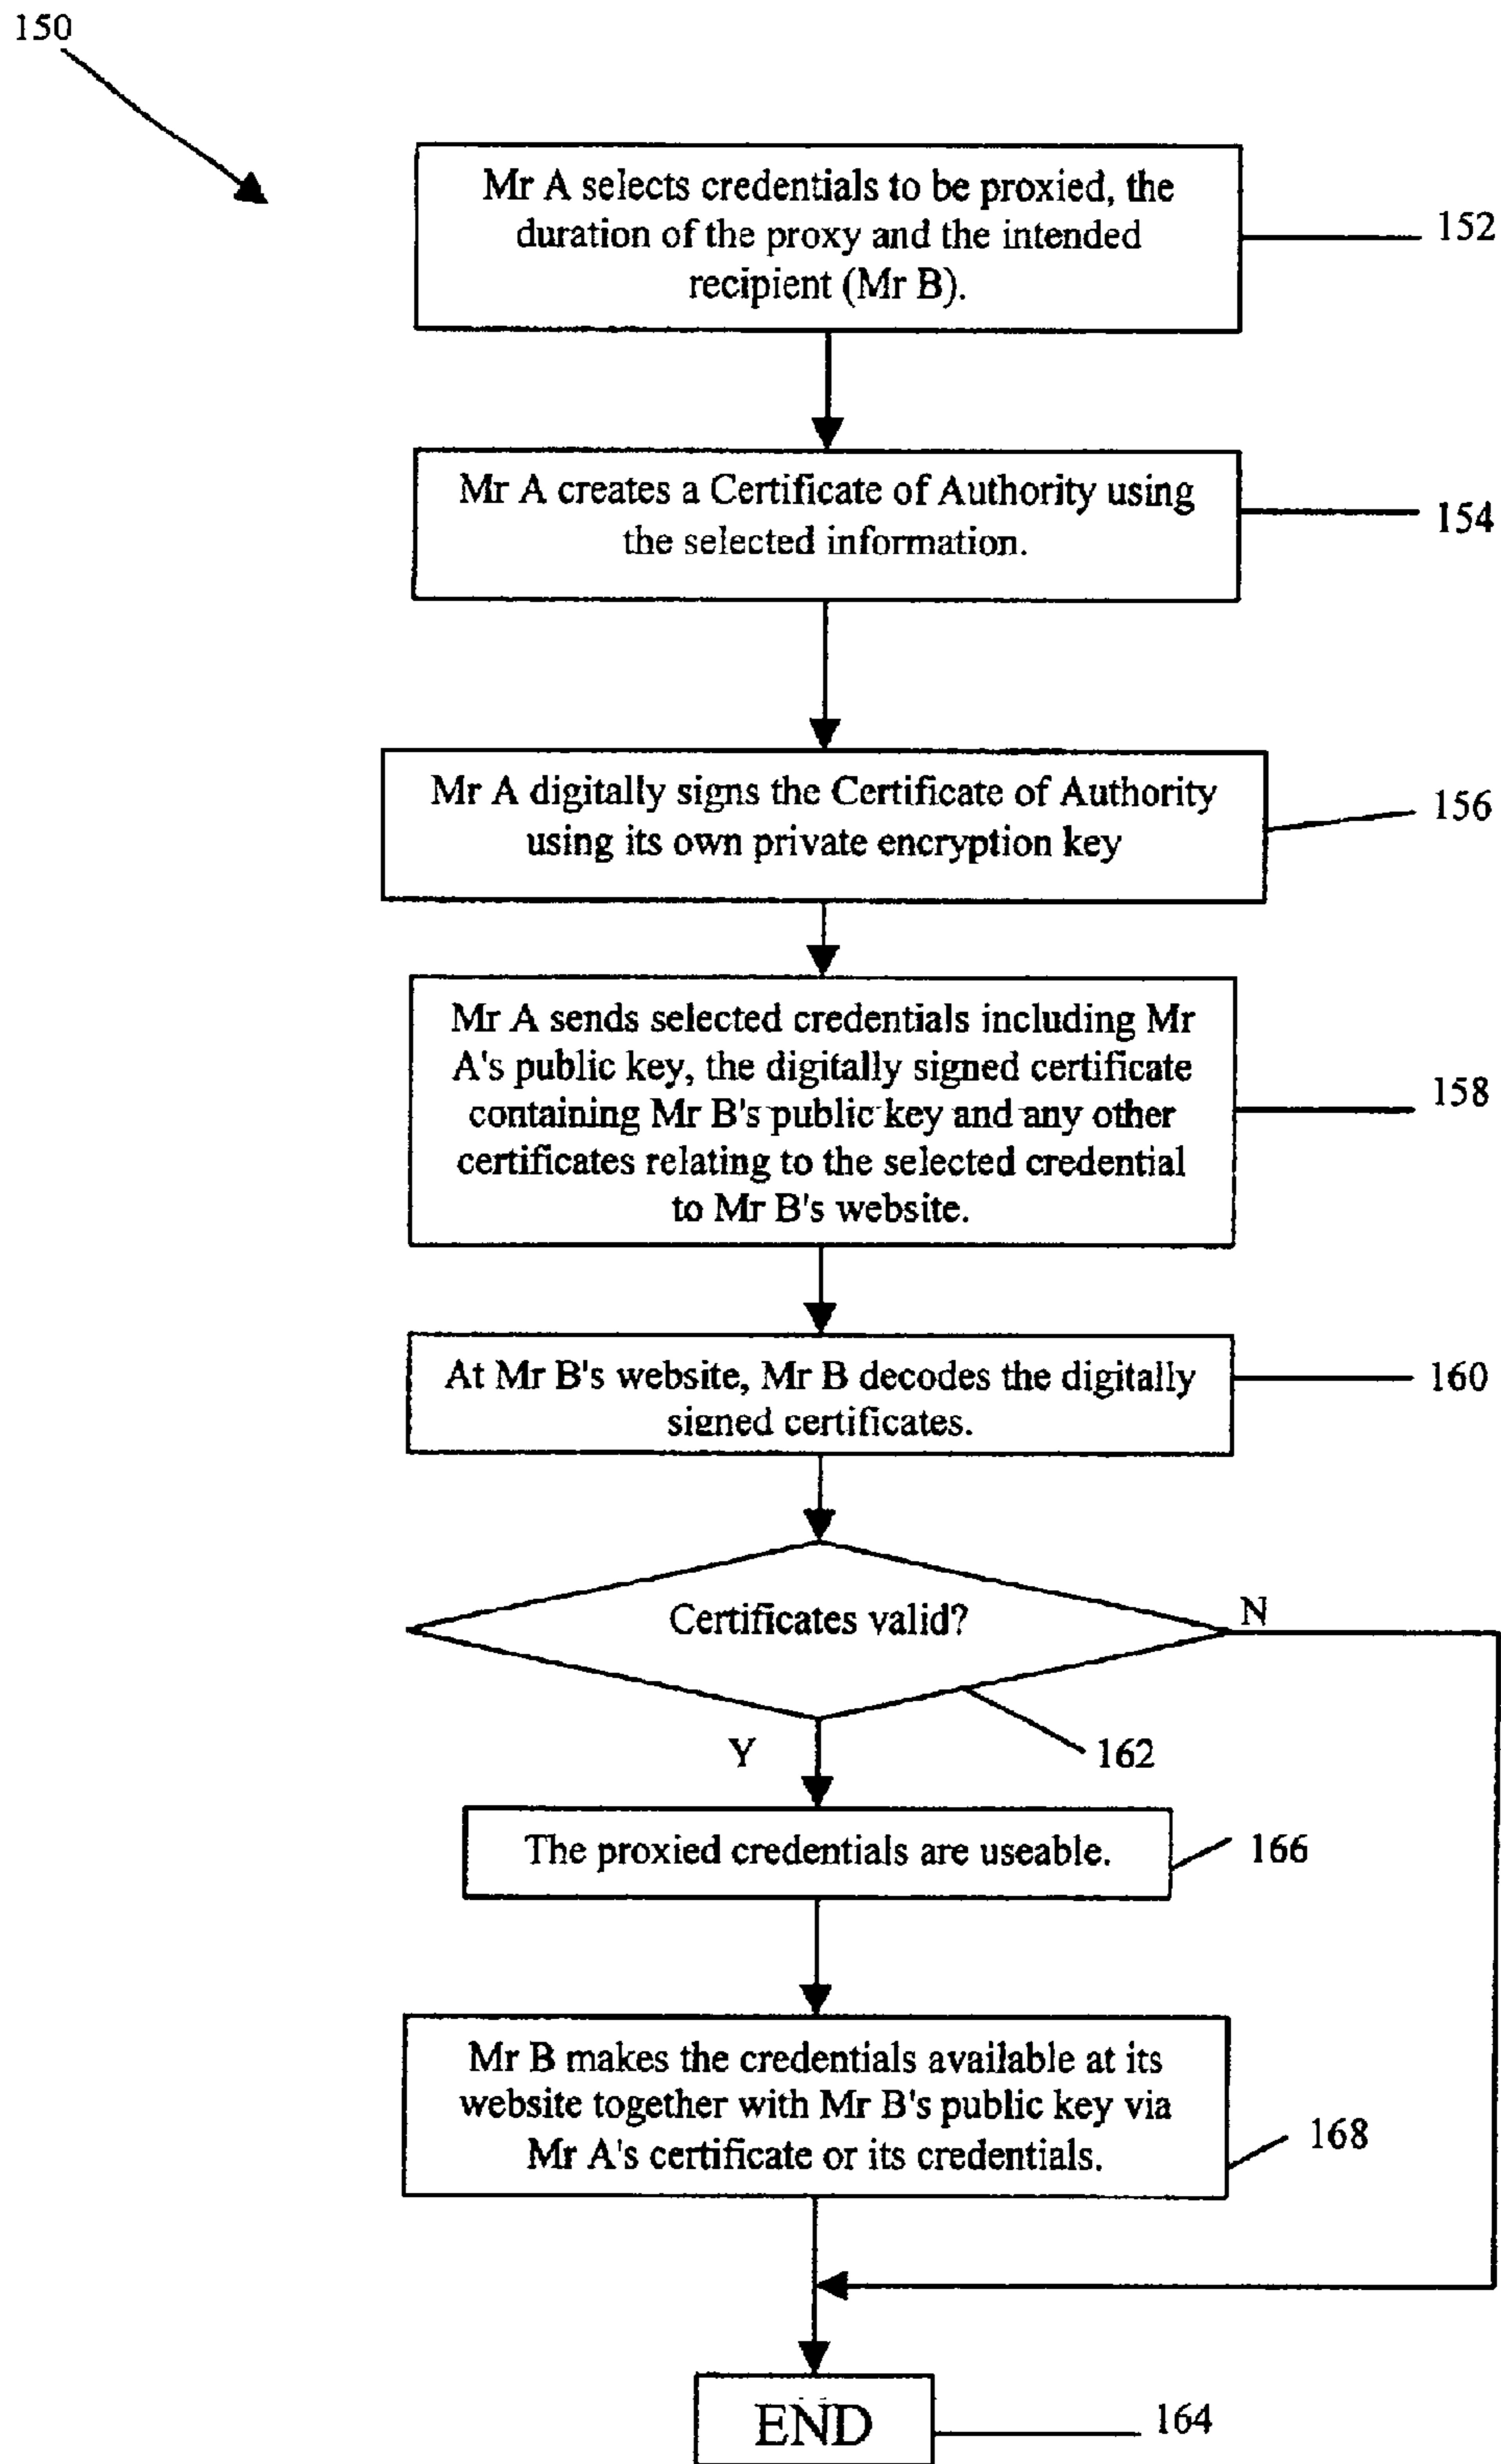 150
Mr A selects credentials to be proxied, the
duration of the proxy and the intended
recipient (Mr B).
152
Mr A creates a Certificate of Authority using
the selected information.
154
Mr A digitally signs the Certificate of Authority
using its own private encryption key
156
Mr A sends selected credentials including Mr
A's public key, the digitally signed certificate
containing Mr B's public key and any other
certificates relating to the selected credential
to Mr B's website.
158
At Mr B's website, Mr B decodes the digitally
signed certificates.
160
Certificates valid?
N
Y
162
The proxied credentials are useable.
166
Mr B makes the credentials available at its
website together with Mr B's public key via
Mr A's certificate or its credentials.
168
END
164